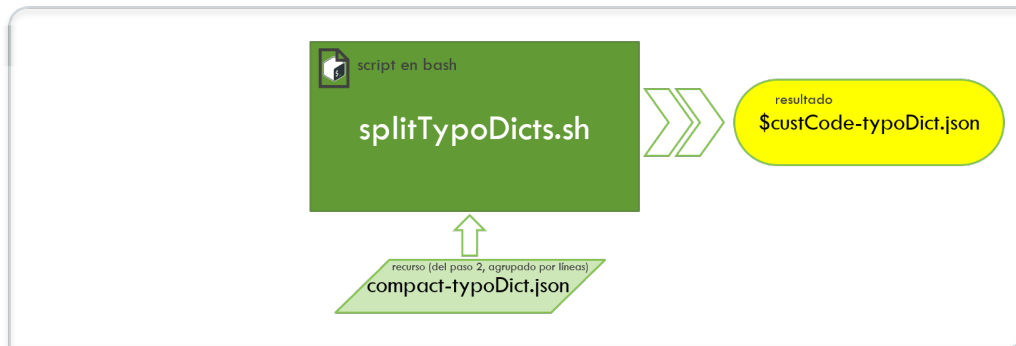 script en bash
splitTypoDicts.sh
resultado
$custCode-typoDict.json
recurso (del paso 2, agrupado por líneas)
compact-typoDict.json